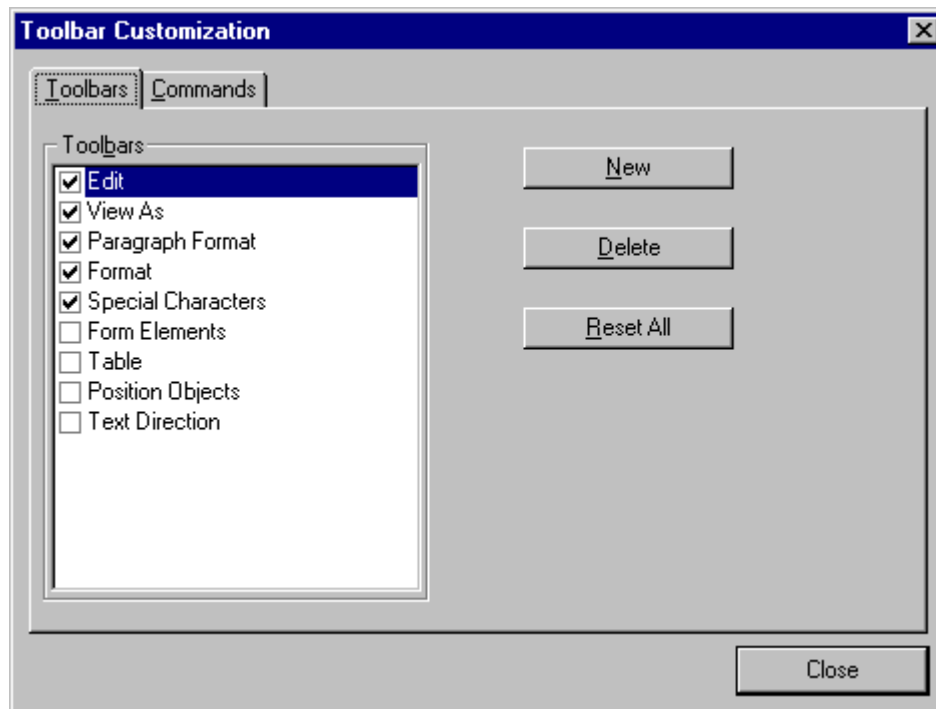 Toolbar Customization
Toolbars Commands
Toolbars
Edit
View As
Paragraph Format
Format
Special Characters
Form Elements
Table
Position Objects
Text Direction
New
Delete
Reset All
Close